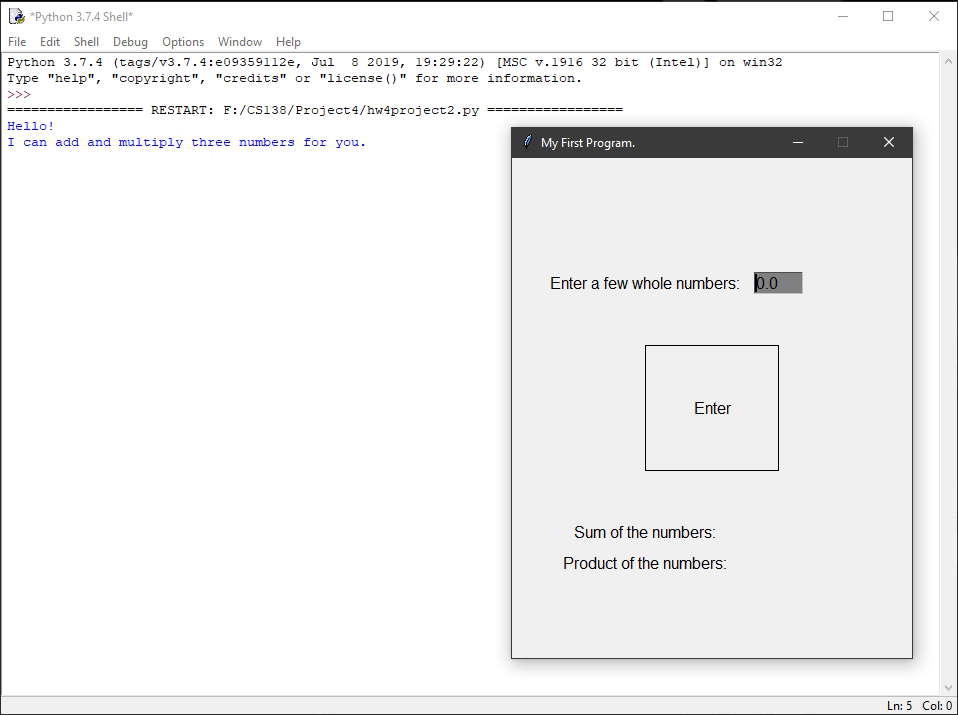 *Python 3.7.4 Shell*
File Edit Shell Debug Options Window Help
Python 3.7.4 (tags/v3.7.4:e09359112e, Jul  8 2019, 19:29:22) [MSC v.1916 32 bit (Intel)] on win32
Type "help", "copyright", "credits" or "license()" for more information.
>>>
================= RESTART: F:/CS138/Project4/hw4project2.py =================
Hello!
I can add and multiply three numbers for you.
My First Program.
Enter a few whole numbers: 0.0
Enter
Sum of the numbers:
Product of the numbers:
Ln: 5 Col: 0